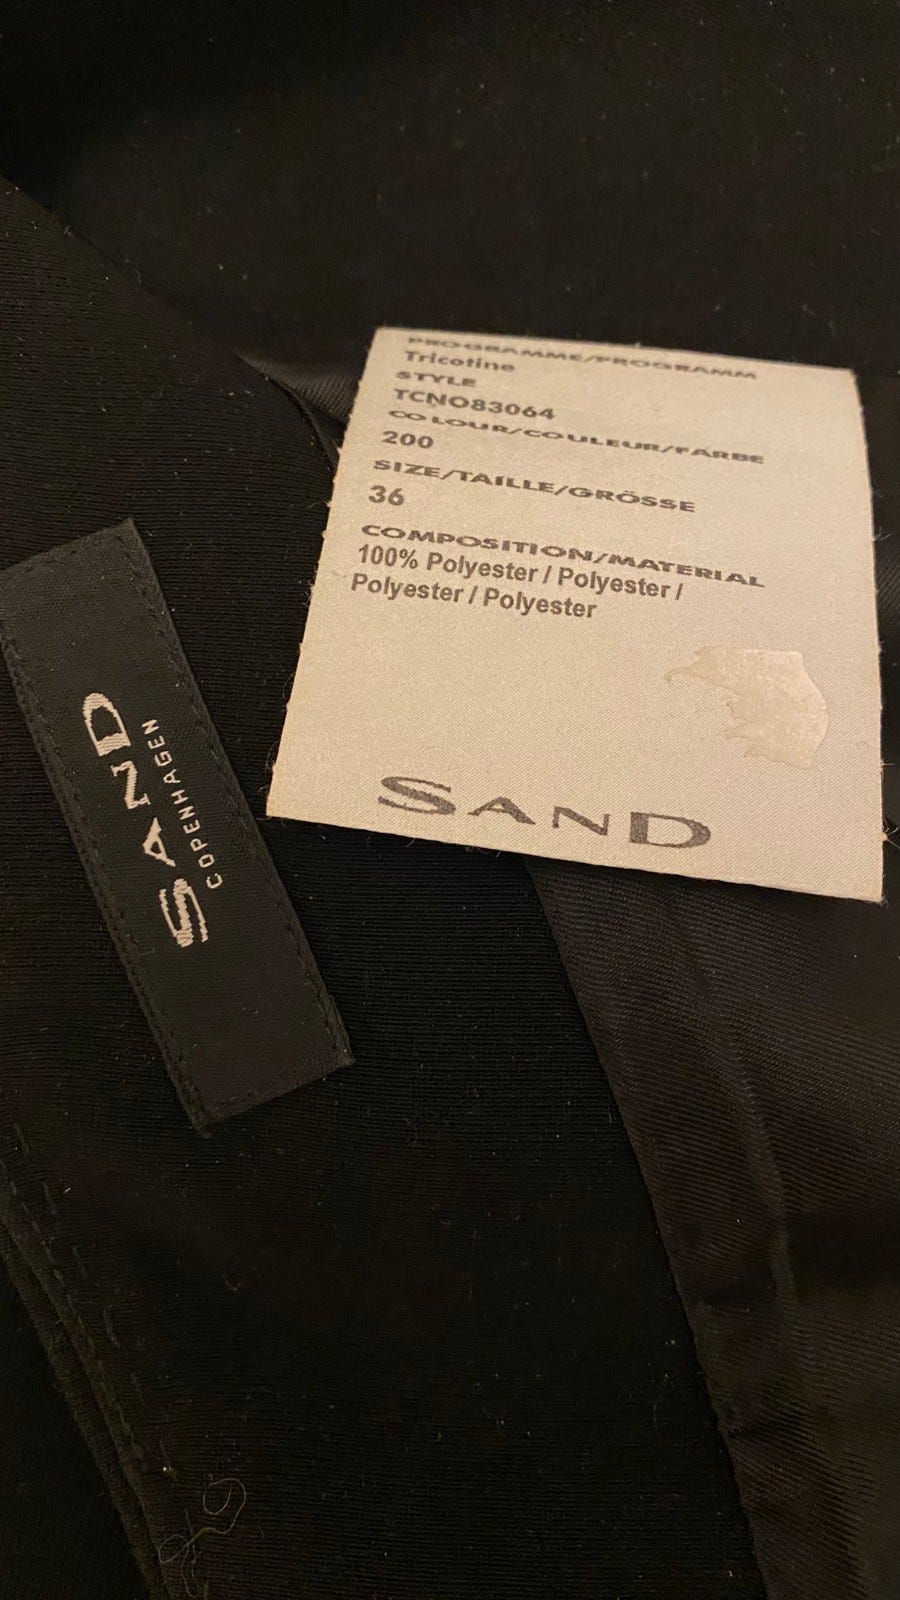 PROGRAMME/PROGRAMM
Tricotine
STYLE
TCNO83064
COLOUR/COULEUR/FARBE
200
SIZE/TAILLE/GRÖSSE
36
COMPOSITION/MATERIAL
100% Polyester / Polyester /
Polyester / Polyester
SAND
SAND
COPENHAGEN